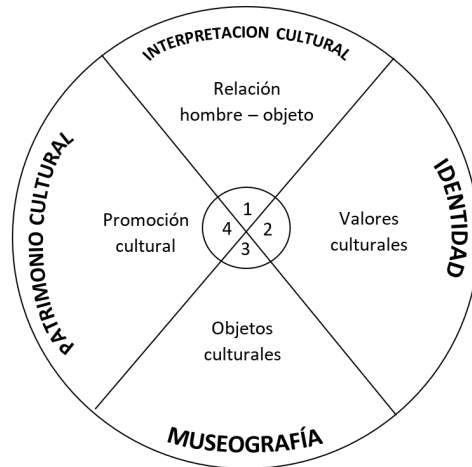 INTERPRETACION CULTURAL
Relación
hombre – objeto
PATRIMONIO CULTURAL
Promoción
cultural
1
4
2
3
Valores
culturales
IDENTIDAD
Objetos
culturales
MUSEOGRAFÍA